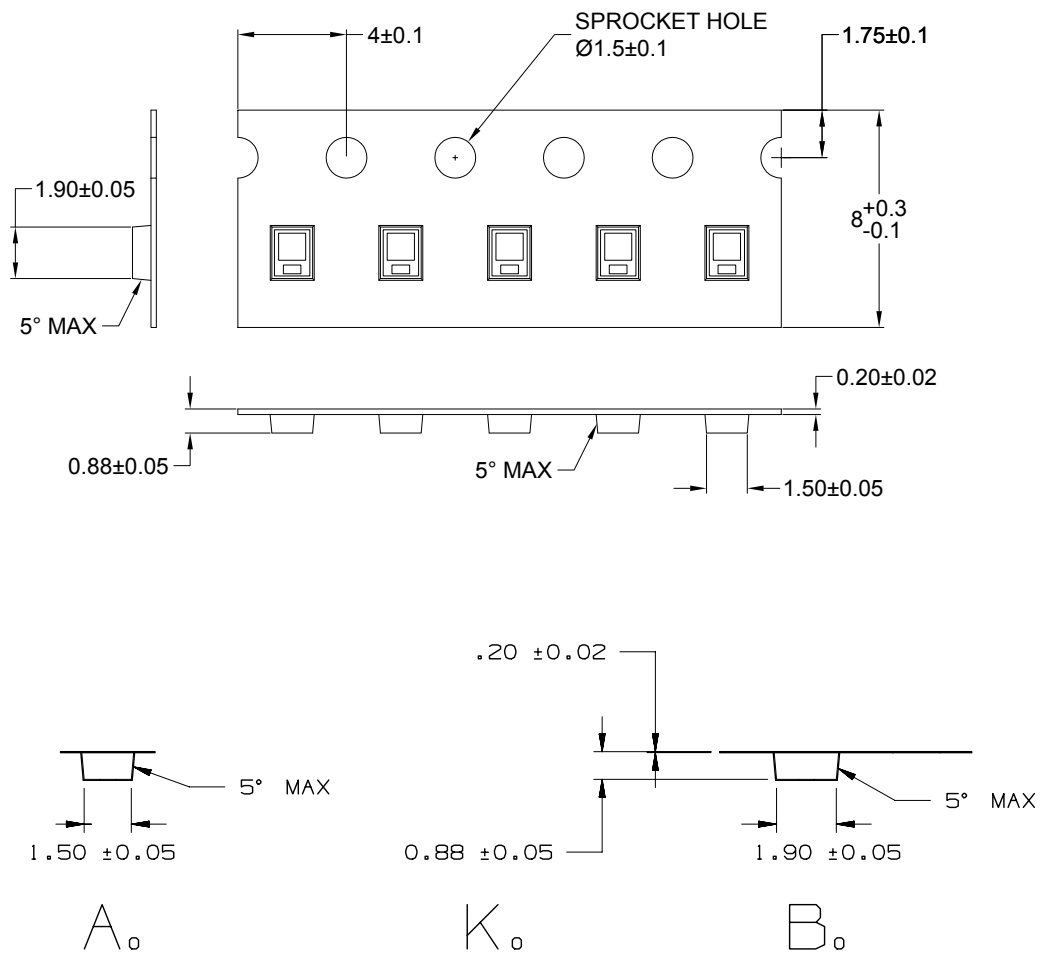 4±0.1
SPROCKET HOLE
Ø1.5±0.1
1.75±0.1
1.90±0.05
8+0.3
-0.1
5° MAX
0.20±0.02
0.88±0.05
5° MAX
1.50±0.05
.20 ±0.02
5° MAX
5° MAX
1.50 ±0.05
0.88 ±0.05
1.90 ±0.05
Ao
Ko
Bo